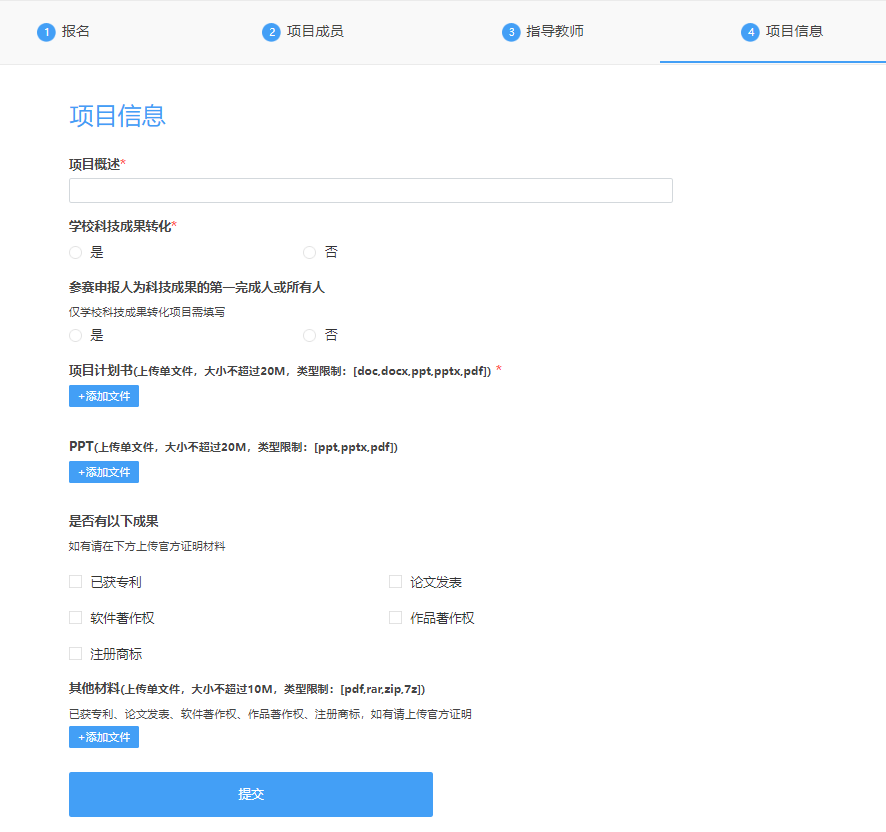 1 报名 2 项目成员 3 指导教师 4 项目信息
项目信息
项目概述*
学校科技成果转化*
是 否
参赛申报人为科技成果的第一完成人或所有人
仅学校科技成果转化项目需填写
是 否
项目计划书(上传单文件，大小不超过20M，类型限制：[doc,docx,ppt,pptx,pdf]) *
+添加文件
PPT(上传单文件，大小不超过20M，类型限制：[ppt,pptx,pdf])
+添加文件
是否有以下成果
如有请在下方上传官方证明材料
已获专利 论文发表
软件著作权 作品著作权
注册商标
其他材料(上传单文件，大小不超过10M，类型限制：[pdf,rar,zip,7z])
已获专利、论文发表、软件著作权、作品著作权、注册商标，如有请上传官方证明
+添加文件
提交